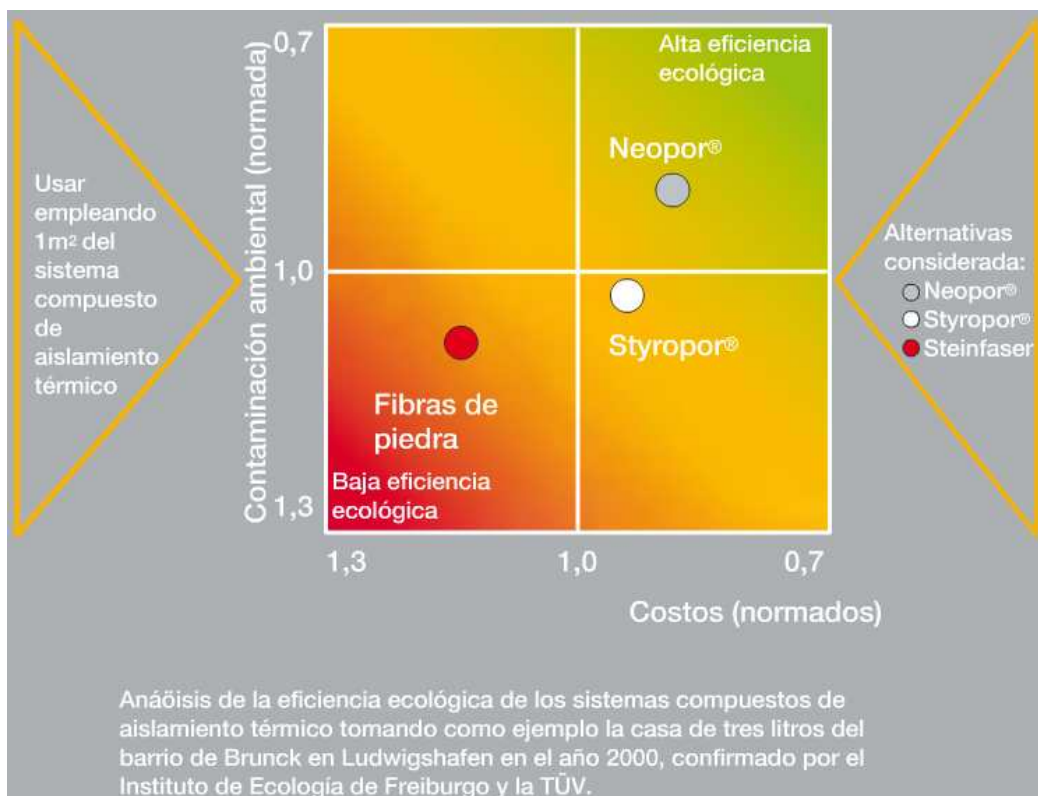 Usar
empleando
1m² del
sistema
compuesto
de
aislamiento
térmico
Contaminación ambiental (normada)
0,7
1,0
1,3
Alta eficiencia
ecológica
Neopor®
Styropor®
Fibras de
piedra
Baja eficiencia
ecológica
1,3
1,0
0,7
Costos (normados)
Alternativas
considerada:
Neopor®
Styropor®
Steinfaser
Anáöisis de la eficiencia ecológica de los sistemas compuestos de
aislamiento térmico tomando como ejemplo la casa de tres litros del
barrio de Brunck en Ludwigshafen en el año 2000, confirmado por el
Instituto de Ecología de Freiburgo y la TÜV.